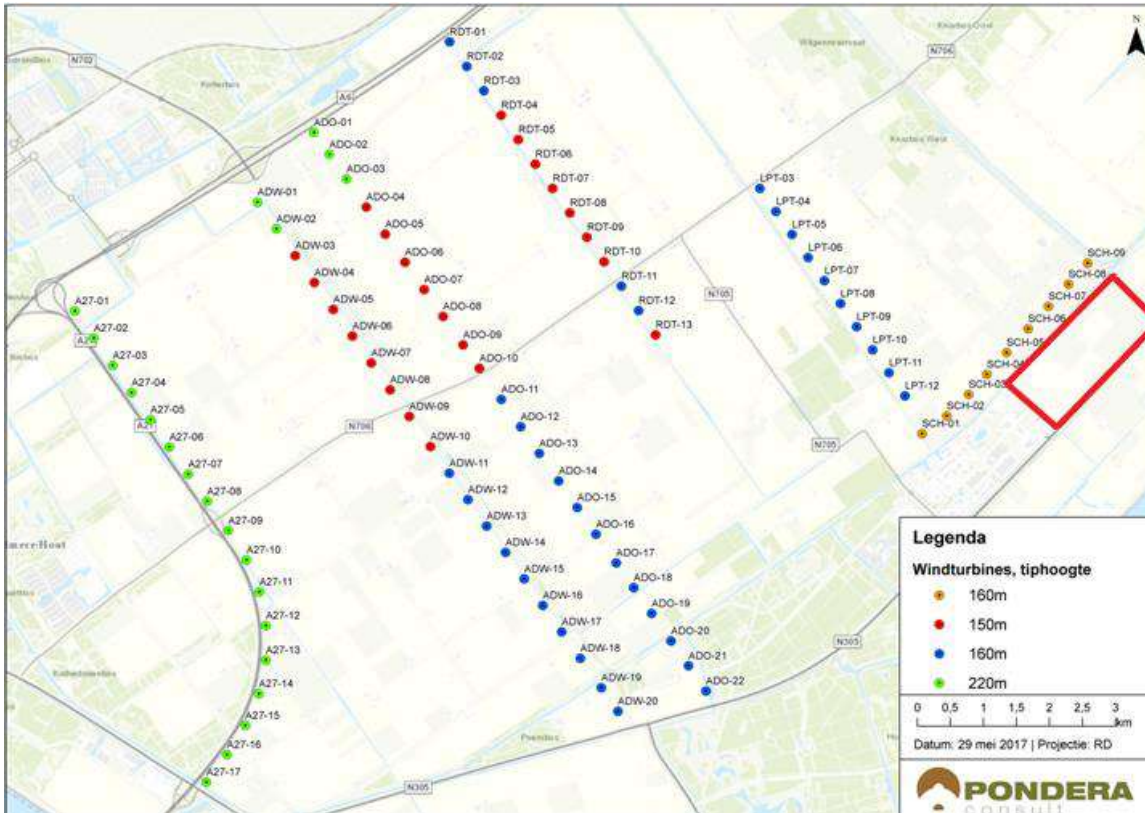 N
Knarbos Oost
Wilgenreservaat
N706
N702
Kotterbos
A6
Knarbos West
RDT-01
RDT-02
RDT-03
RDT-04
RDT-05
RDT-06
RDT-07
RDT-08
RDT-09
RDT-10
RDT-11
RDT-12
RDT-13
ADO-01
ADO-02
ADO-03
ADO-04
ADO-05
ADO-06
ADO-07
ADO-08
ADO-09
ADO-10
ADO-11
ADO-12
ADO-13
ADO-14
ADO-15
ADO-16
ADO-17
ADO-18
ADO-19
ADO-20
ADO-21
ADO-22
ADW-01
ADW-02
ADW-03
ADW-04
ADW-05
ADW-06
ADW-07
ADW-08
ADW-09
ADW-10
ADW-11
ADW-12
ADW-13
ADW-14
ADW-15
ADW-16
ADW-17
ADW-18
ADW-19
ADW-20
A27-01
A27-02
A27-03
A27-04
A27-05
A27-06
A27-07
A27-08
A27-09
A27-10
A27-11
A27-12
A27-13
A27-14
A27-15
A27-16
A27-17
LPT-03
LPT-04
LPT-05
LPT-06
LPT-07
LPT-08
LPT-09
LPT-10
LPT-11
LPT-12
SCH-09
SCH-08
SCH-07
SCH-06
SCH-05
SCH-04
SCH-03
SCH-02
SCH-01
N705
N705
N706
A27
N305
N305
Legenda
Windturbines, tiphoogte
160m
150m
160m
220m
0 0,5 1 1,5 2 2,5 3
km
Datum: 29 mei 2017 | Projectie: RD
PONDERA
consult